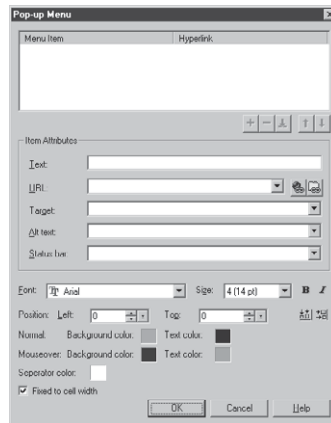 Pop-up Menu
Menu Item Hyperlink
Item Attributes
Text:
URL:
Target:
Alt text:
Status bar:
Font: Arial Size: 4 (14 pt) B I
Position: Left: 0 Top: 0
Normal: Background color: Text color:
Mouseover: Background color: Text color:
Seperator color:
Fixed to cell width
OK Cancel Help